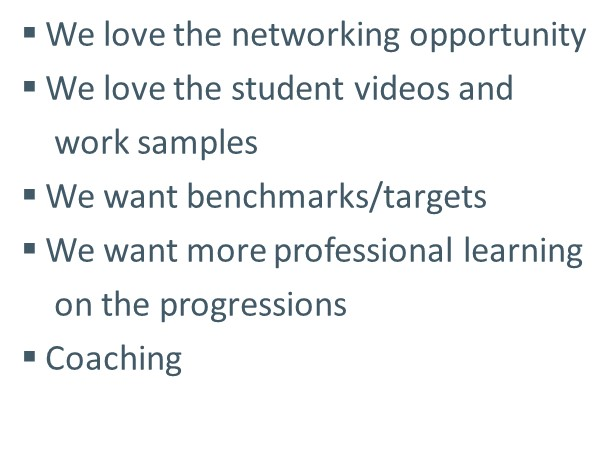 ▪ We love the networking opportunity
▪ We love the student videos and
work samples
▪ We want benchmarks/targets
▪ We want more professional learning
on the progressions
▪ Coaching